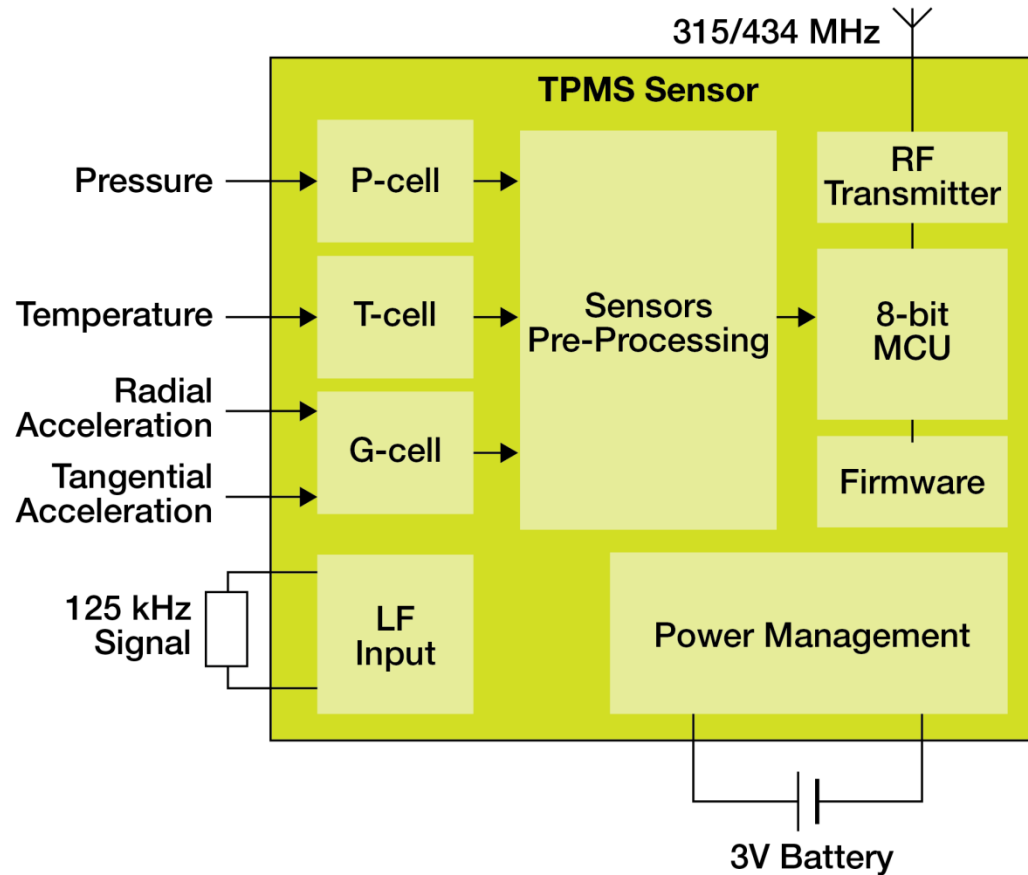 315/434 MHz
TPMS Sensor
Pressure
P-cell
RF
Transmitter
Temperature
T-cell
Sensors
Pre-Processing
8-bit
MCU
Radial
Acceleration
G-cell
Tangential
Acceleration
Firmware
125 kHz
Signal
LF
Input
Power Management
3V Battery